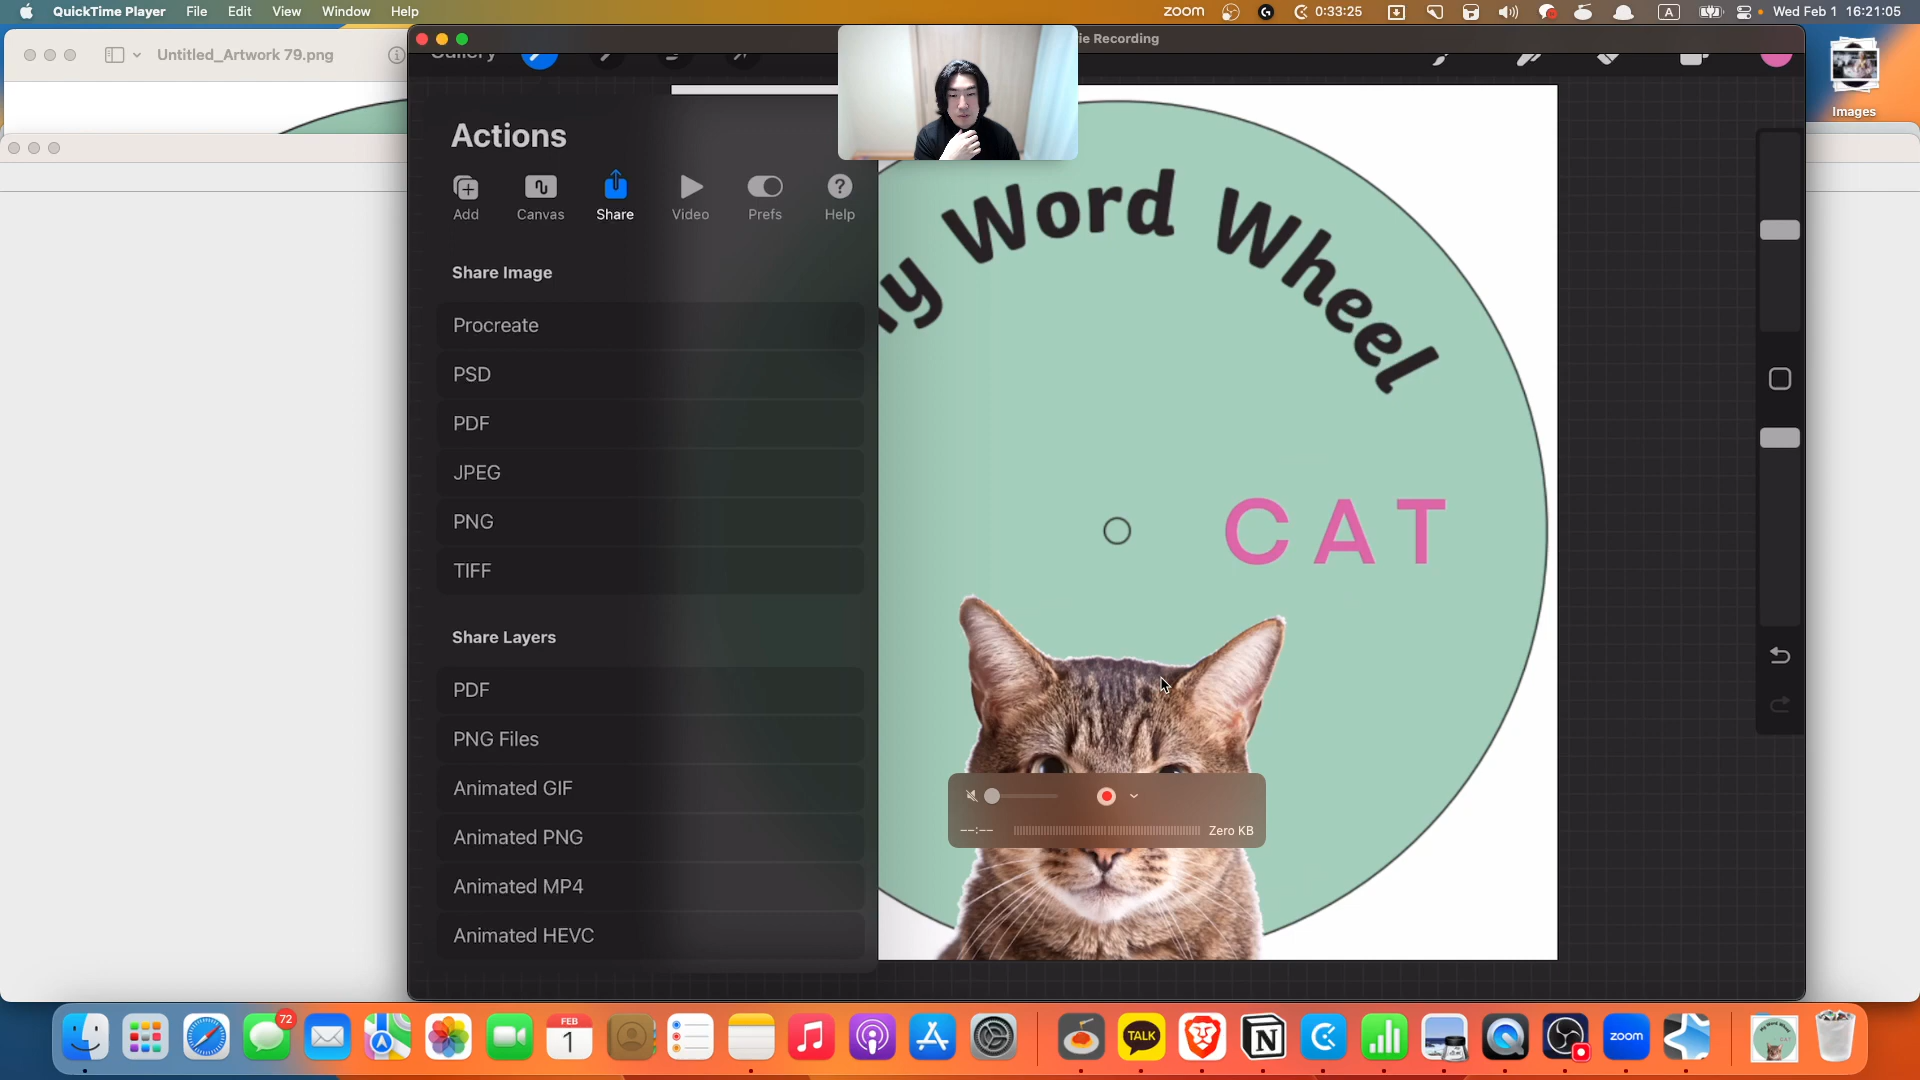 QuickTime Player File Edit View Window Help
zoom 0:33:25 A Wed Feb 1 16:21:05
Untitled_Artwork 79.png
ie Recording
Images
Actions
Add Canvas Share Video Prefs Help
Share Image
Procreate
PSD
PDF
JPEG
PNG
TIFF
Share Layers
PDF
PNG Files
Animated GIF
Animated PNG
Animated MP4
Animated HEVC
y Word Wheel
CAT
--:-- Zero KB
72
FEB
1
TALK
zoom